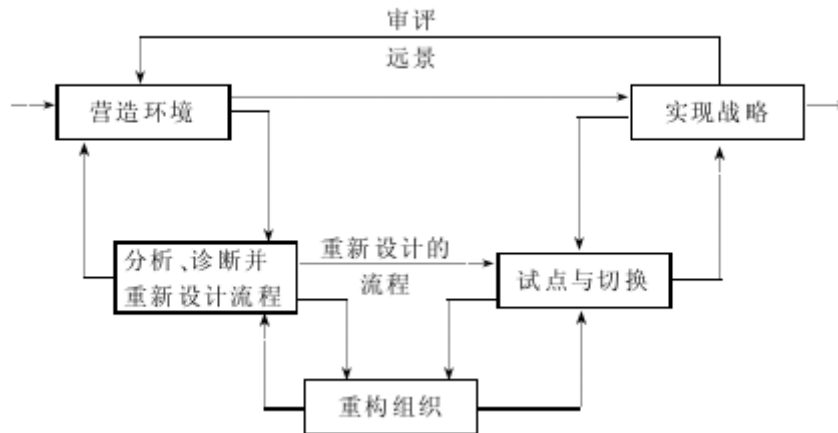 审评
远景
营造环境
实现战略
分析、诊断并
重新设计流程
重新设计的
流程
试点与切换
重构组织